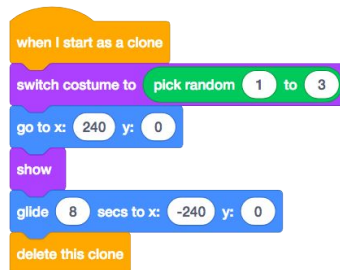 when I start as a clone
switch costume to pick random 1 to 3
go to x: 240 y: 0
show
glide 8 secs to x: -240 y: 0
delete this clone